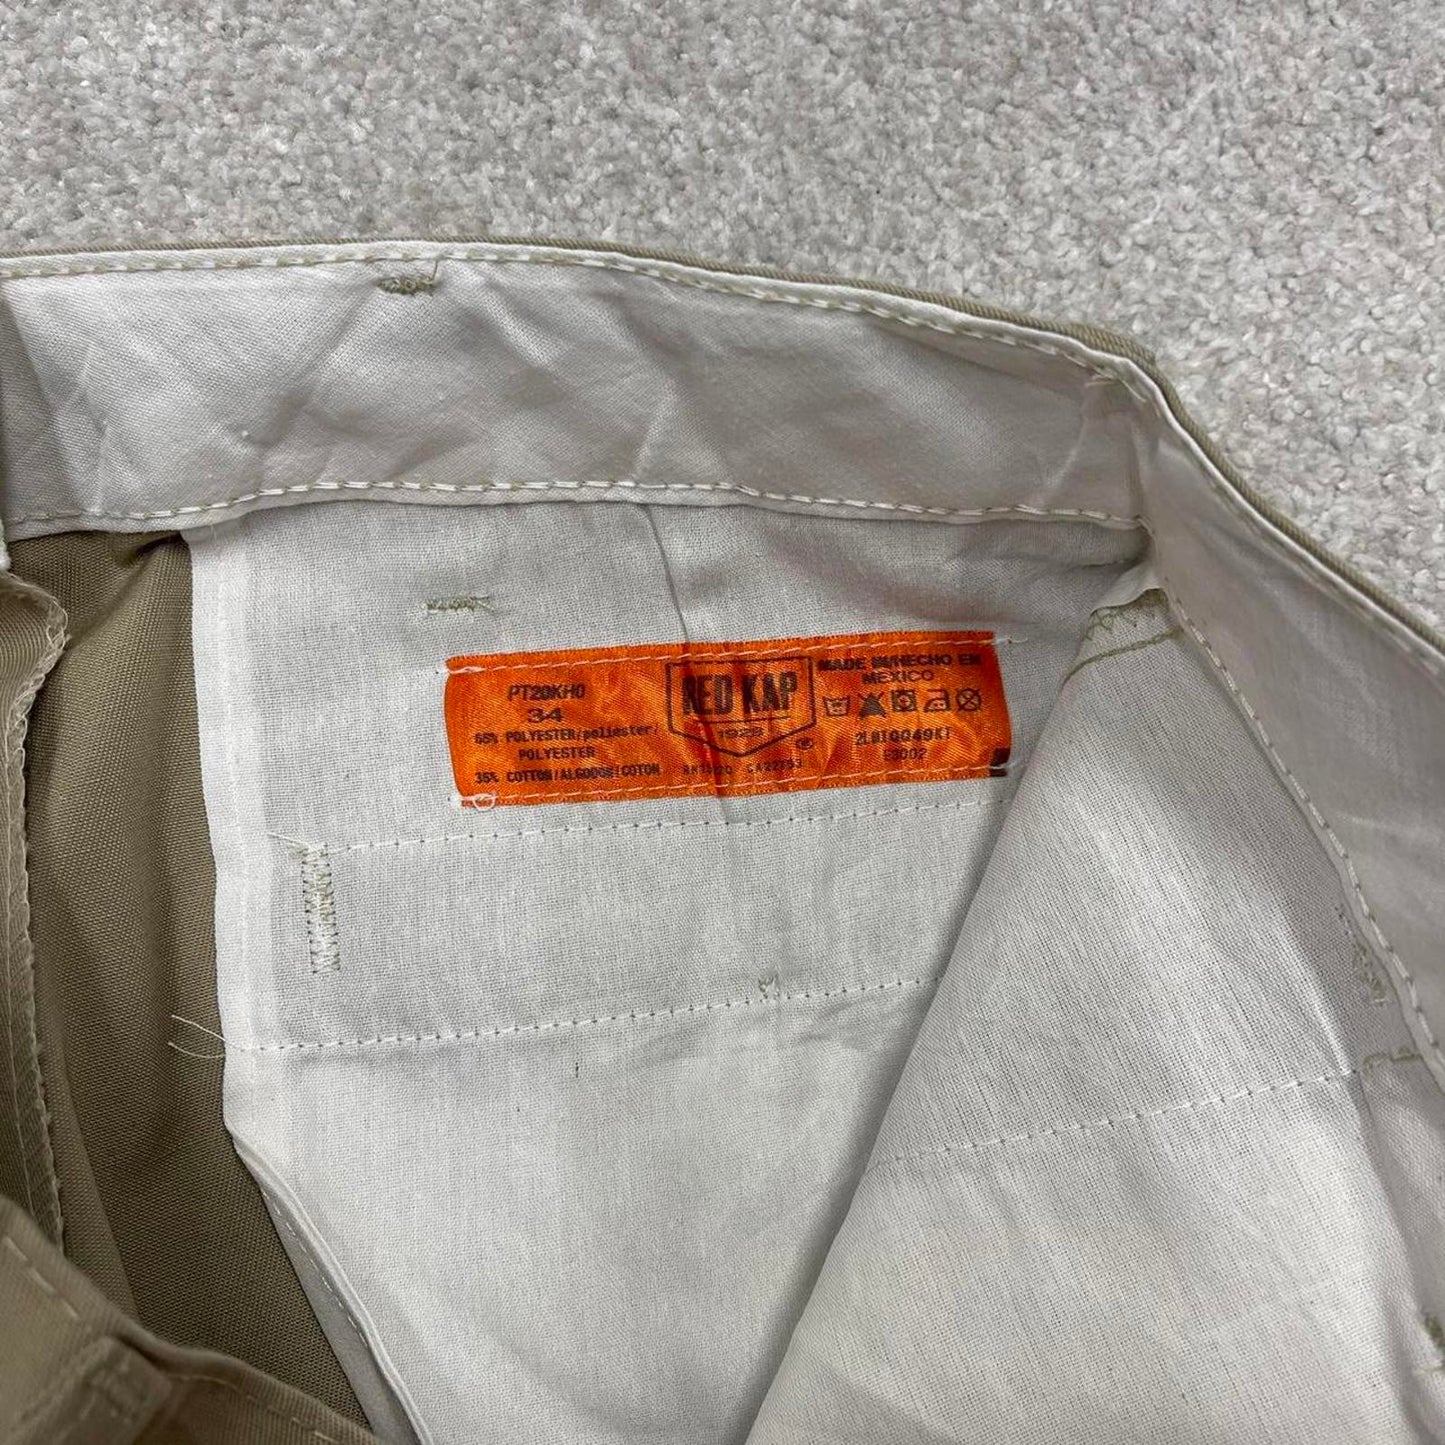 PT20KH0
34
65% POLYESTER/poliester/
POLYESTER
35% COTTON/ALGODON/COTON
RED KAP
1923
®
MADE IN/HECHO EN
MEXICO